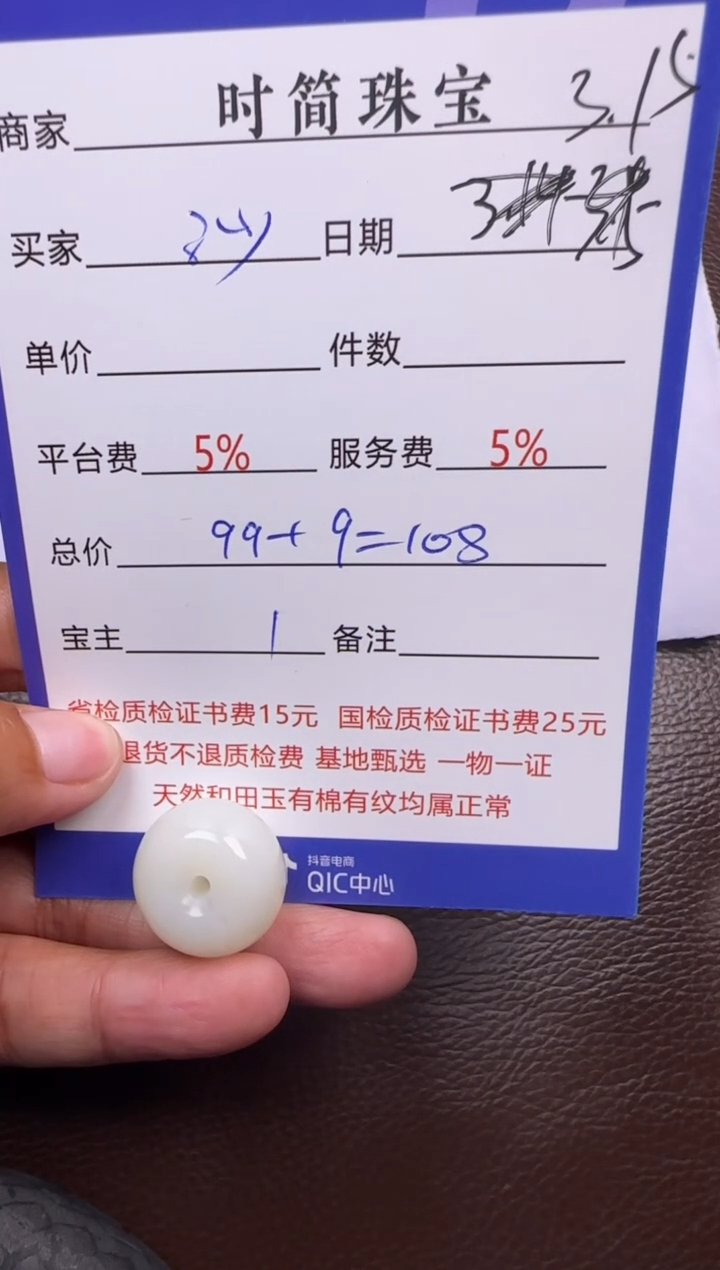 商家 时简珠宝 3.15
买家 日期
单价 件数
平台费 5% 服务费 5%
总价 99+9=108
宝主 1 备注
省检质检证书费15元 国检质检证书费25元
退货不退质检费 基地甄选 一物一证
天然和田玉有棉有纹均属正常
抖音电商
QIC中心